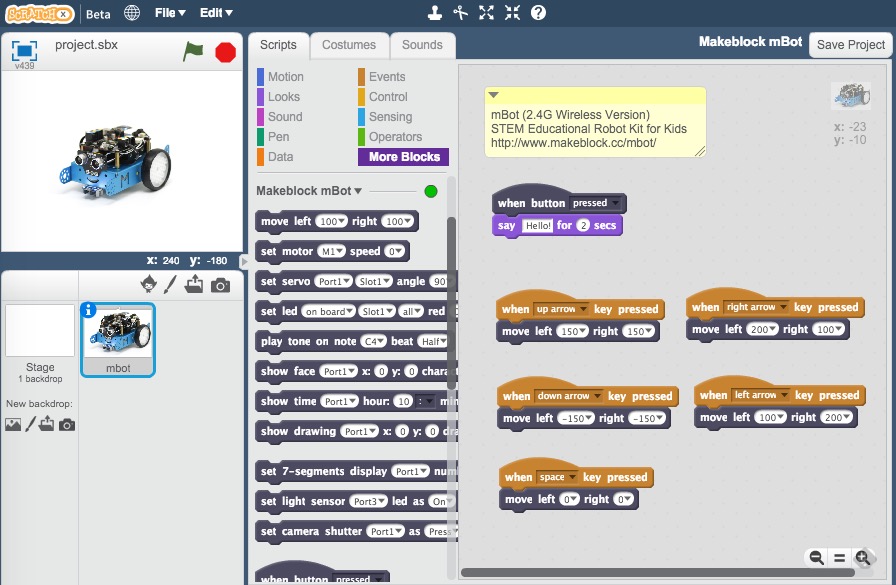 SCRATCH X
Beta
File▼
Edit▼
Makeblock mBot
Save Project
v439
project.sbx
x: 240 y: -180
Stage
1 backdrop
New backdrop:
mbot
Scripts
Costumes
Sounds
Motion
Events
Looks
Control
Sound
Sensing
Pen
Operators
Data
More Blocks
Makeblock mBot▼
move left 100▼ right 100▼
set motor M1▼ speed 0▼
set servo Port1▼ Slot1▼ angle 90
set led on board▼ Slot1▼ all▼ red
play tone on note C4▼ beat Half▼
show face Port1▼ x: 0 y: 0 charac
show time Port1▼ hour: 10 : min
show drawing Port1▼ x: 0 y: 0 dra
set 7-segments display Port1▼ num
set light sensor Port3▼ led as On
set camera shutter Port1▼ as Press
when button pressed
mBot (2.4G Wireless Version)
STEM Educational Robot Kit for Kids
http://www.makeblock.cc/mbot/
x: -23
y: -10
when button pressed
say Hello! for 2 secs
when up arrow key pressed
move left 150▼ right 150▼
when right arrow key pressed
move left 200▼ right 100▼
when down arrow key pressed
move left -150▼ right -150▼
when left arrow key pressed
move left 100▼ right 200▼
when space key pressed
move left 0▼ right 0▼